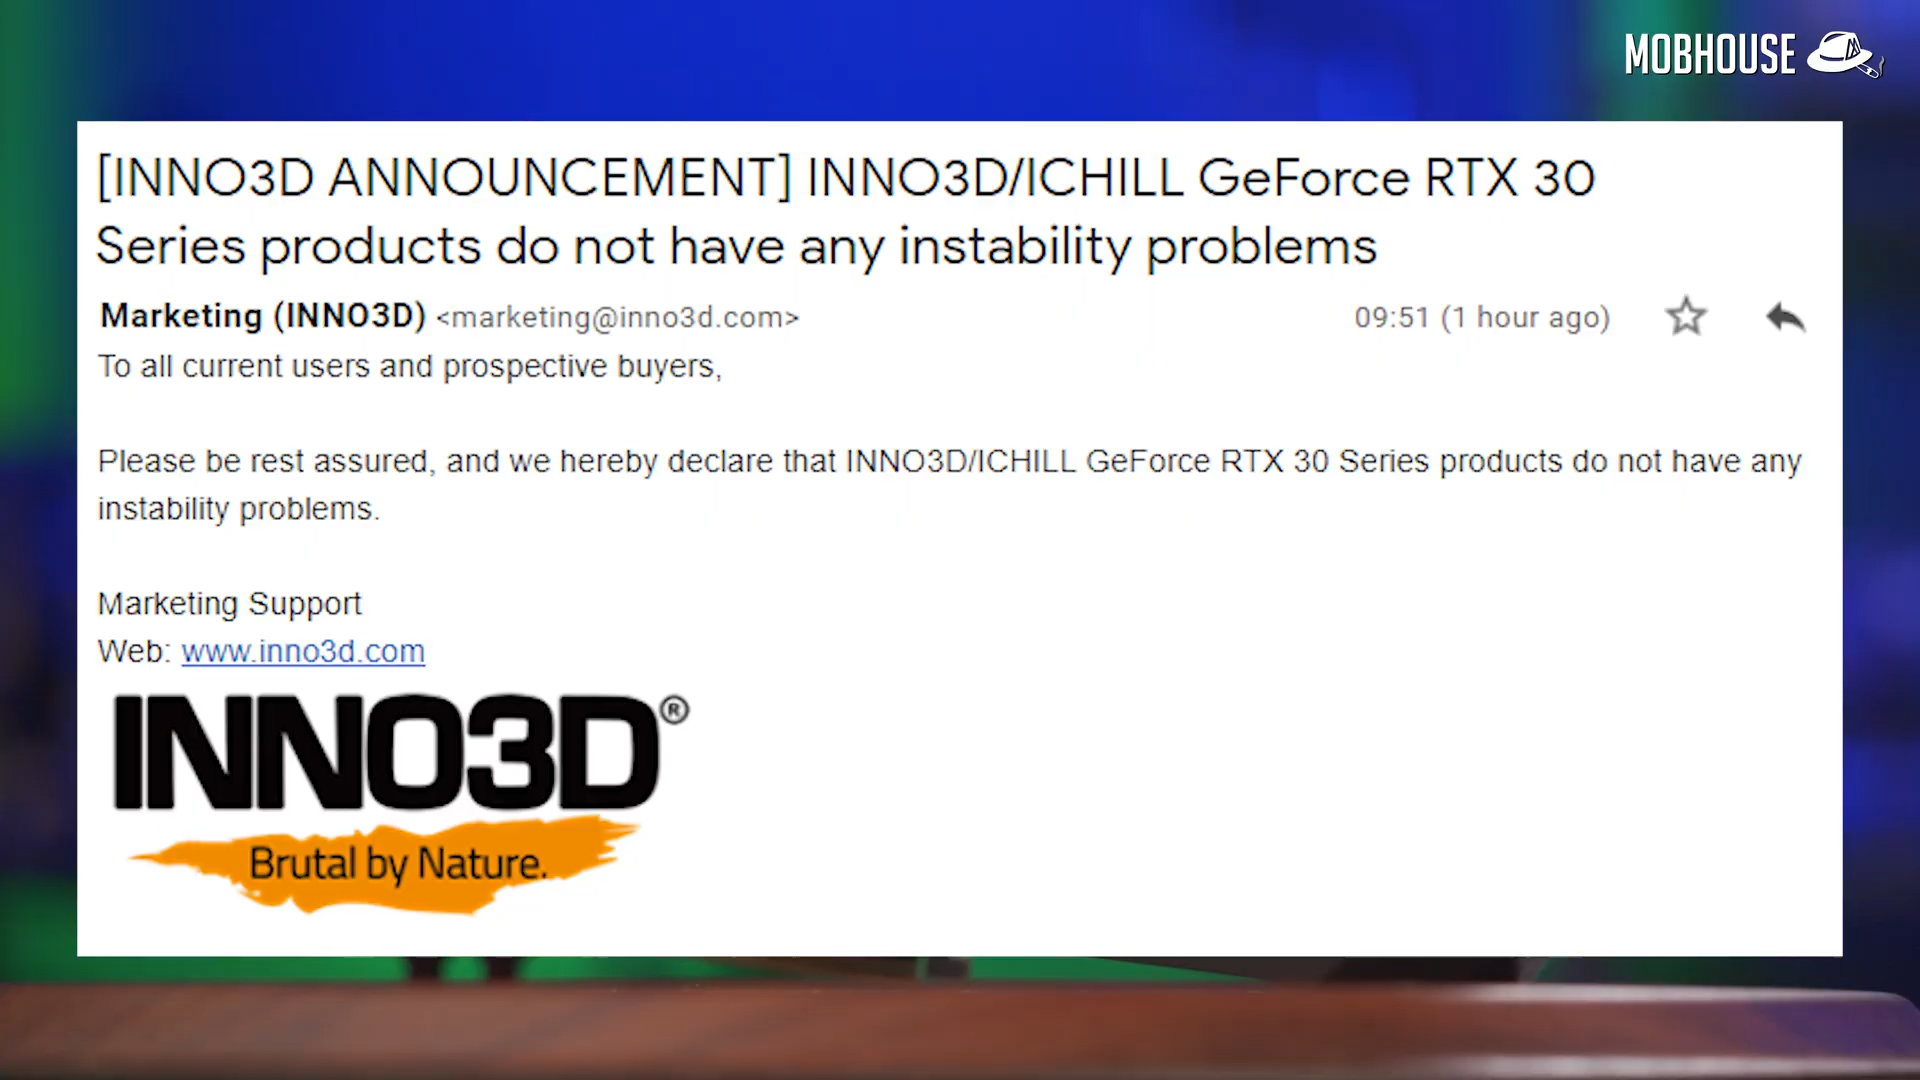 MOBHOUSE
[INNO3D ANNOUNCEMENT] INNO3D/ICHILL GeForce RTX 30
Series products do not have any instability problems
Marketing (INNO3D) <marketing@inno3d.com> 09:51 (1 hour ago)
To all current users and prospective buyers,
Please be rest assured, and we hereby declare that INNO3D/ICHILL GeForce RTX 30 Series products do not have any
instability problems.
Marketing Support
Web: www.inno3d.com
INNO3D®
Brutal by Nature.